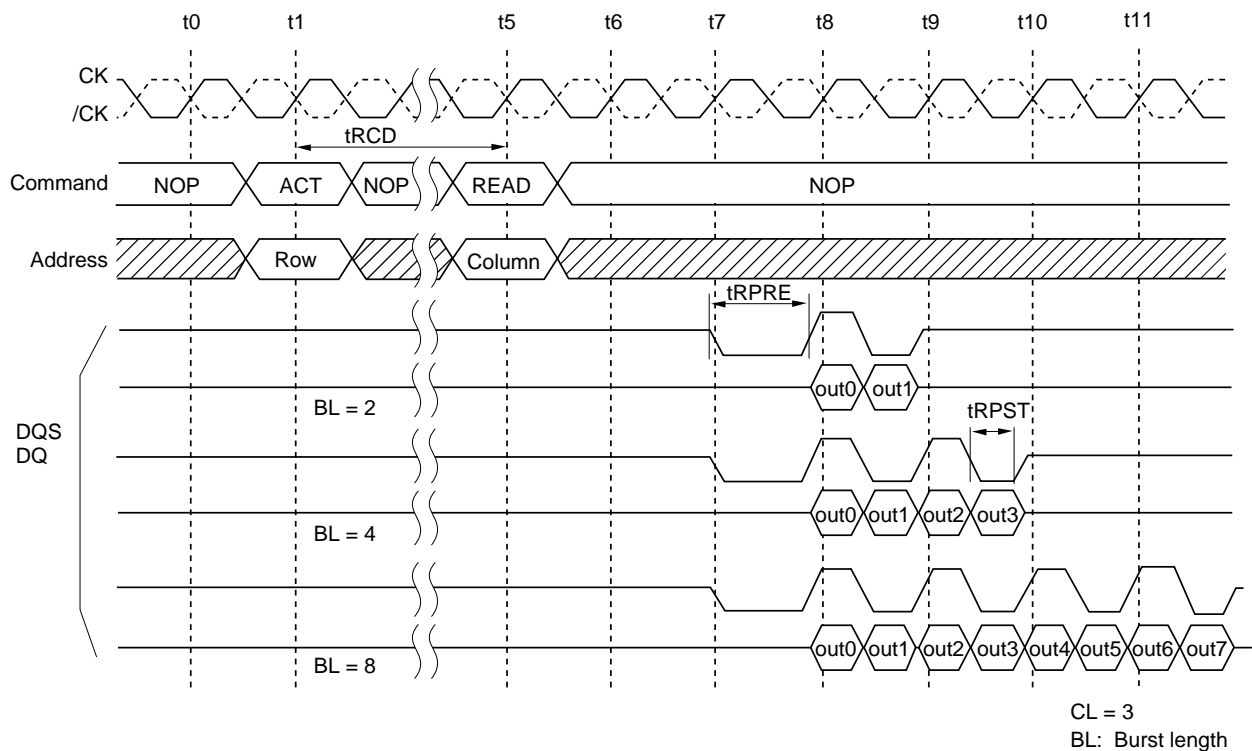 t0 t1 t5 t6 t7 t8 t9 t10 t11
CK
/CK
tRCD
Command NOP ACT NOP READ NOP
Address Row Column
tRPRE
out0 out1
BL = 2
tRPST
DQS
DQ
out0 out1 out2 out3
BL = 4
out0 out1 out2 out3 out4 out5 out6 out7
BL = 8
CL = 3
BL: Burst length